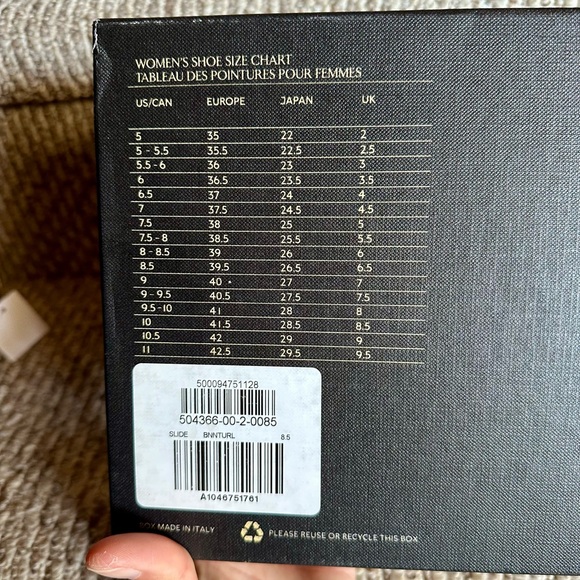 WOMEN'S SHOE SIZE CHART
TABLEAU DES POINTURES POUR FEMMES
US/CAN EUROPE JAPAN UK
5 35 22 2
5 - 5.5 35.5 22.5 2.5
5.5 - 6 36 23 3
6 36.5 23.5 3.5
6.5 37 24 4
7 37.5 24.5 4.5
7.5 38 25 5
7.5 - 8 38.5 25.5 5.5
8 - 8.5 39 26 6
8.5 39.5 26.5 6.5
9 40 27 7
9 - 9.5 40.5 27.5 7.5
9.5 - 10 41 28 8
10 41.5 28.5 8.5
10.5 42 29 9
11 42.5 29.5 9.5
500094751128
504366-00-2-0085
SLIDE BNNTURL 8.5
A1046751761
MADE IN ITALY
PLEASE REUSE OR RECYCLE THIS BOX